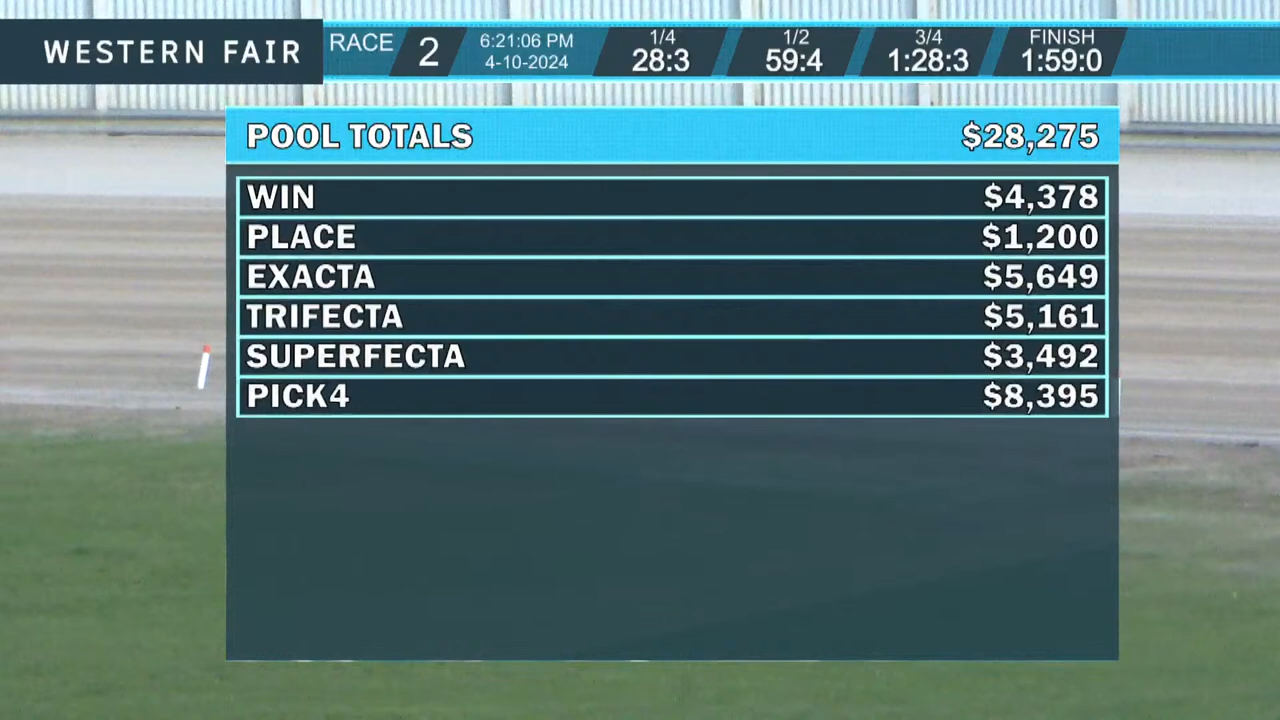 WESTERN FAIR
RACE 2
6:21:06 PM
4-10-2024
1/4
28:3
1/2
59:4
3/4
1:28:3
FINISH
1:59:0
POOL TOTALS $28,275
WIN $4,378
PLACE $1,200
EXACTA $5,649
TRIFECTA $5,161
SUPERFECTA $3,492
PICK4 $8,395